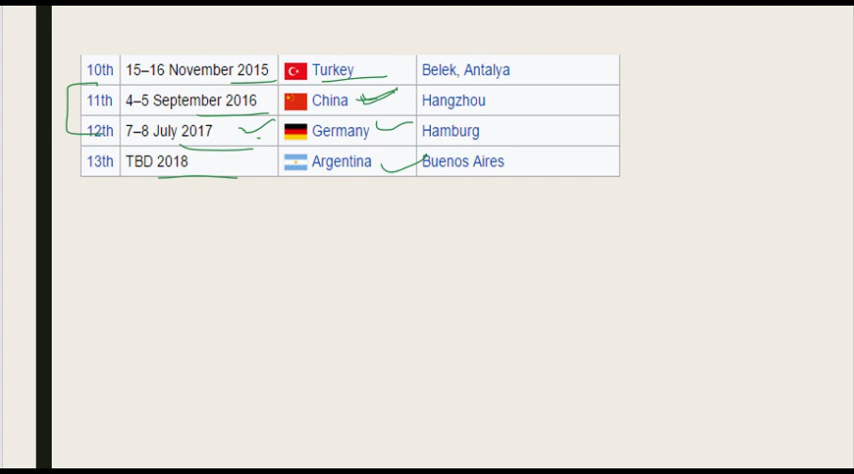 10th 15–16 November 2015 Turkey Belek, Antalya
11th 4–5 September 2016 China Hangzhou
12th 7–8 July 2017 Germany Hamburg
13th TBD 2018 Argentina Buenos Aires